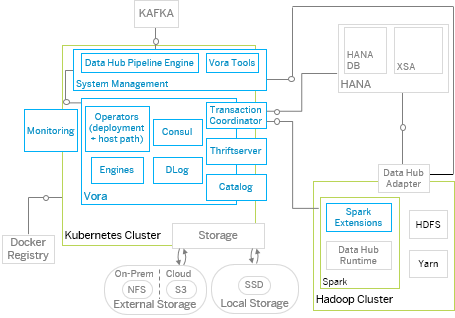 KAFKA
Data Hub Pipeline Engine
Vora Tools
System Management
HANA
DB
XSA
HANA
Monitoring
Operators
(deployment
+ host path)
Consul
Transaction
Coordinator
Thriftserver
Engines
DLog
Catalog
Vora
Data Hub
Adapter
Docker
Registry
Kubernetes Cluster
Storage
Spark
Extensions
Data Hub
Runtime
Spark
HDFS
Yarn
Hadoop Cluster
On-Prem
Cloud
NFS
S3
External Storage
SSD
Local Storage